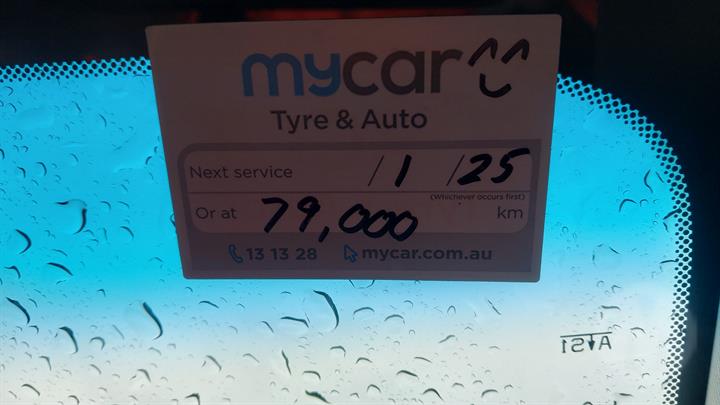 mycar
Tyre & Auto
Next service /1 /25
(Whichever occurs first)
Or at 79,000 km
13 13 28 mycar.com.au
AS1